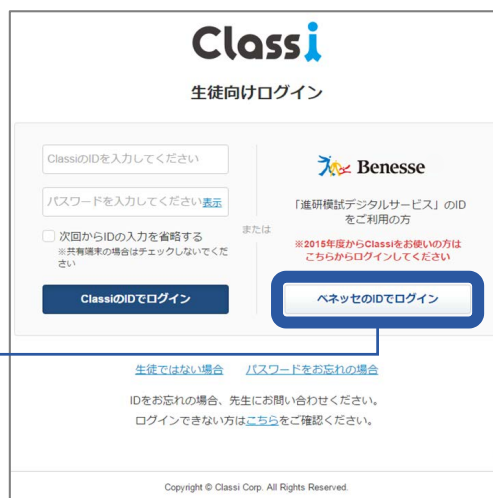 Classi
生徒向けログイン
ClassiのIDを入力してください
パスワードを入力してください 表示
次回からIDの入力を省略する
※共有端末の場合はチェックしないでくだ
さい
ClassiのIDでログイン
または
Benesse
「進研模試デジタルサービス」のID
をご利用の方
※2015年度からClassiをお使いの方は
こちらからログインしてください
ベネッセのIDでログイン
生徒ではない場合 パスワードをお忘れの場合
IDをお忘れの場合、先生にお問い合わせください。
ログインできない方はこちらをご確認ください。
Copyright © Classi Corp. All Rights Reserved.